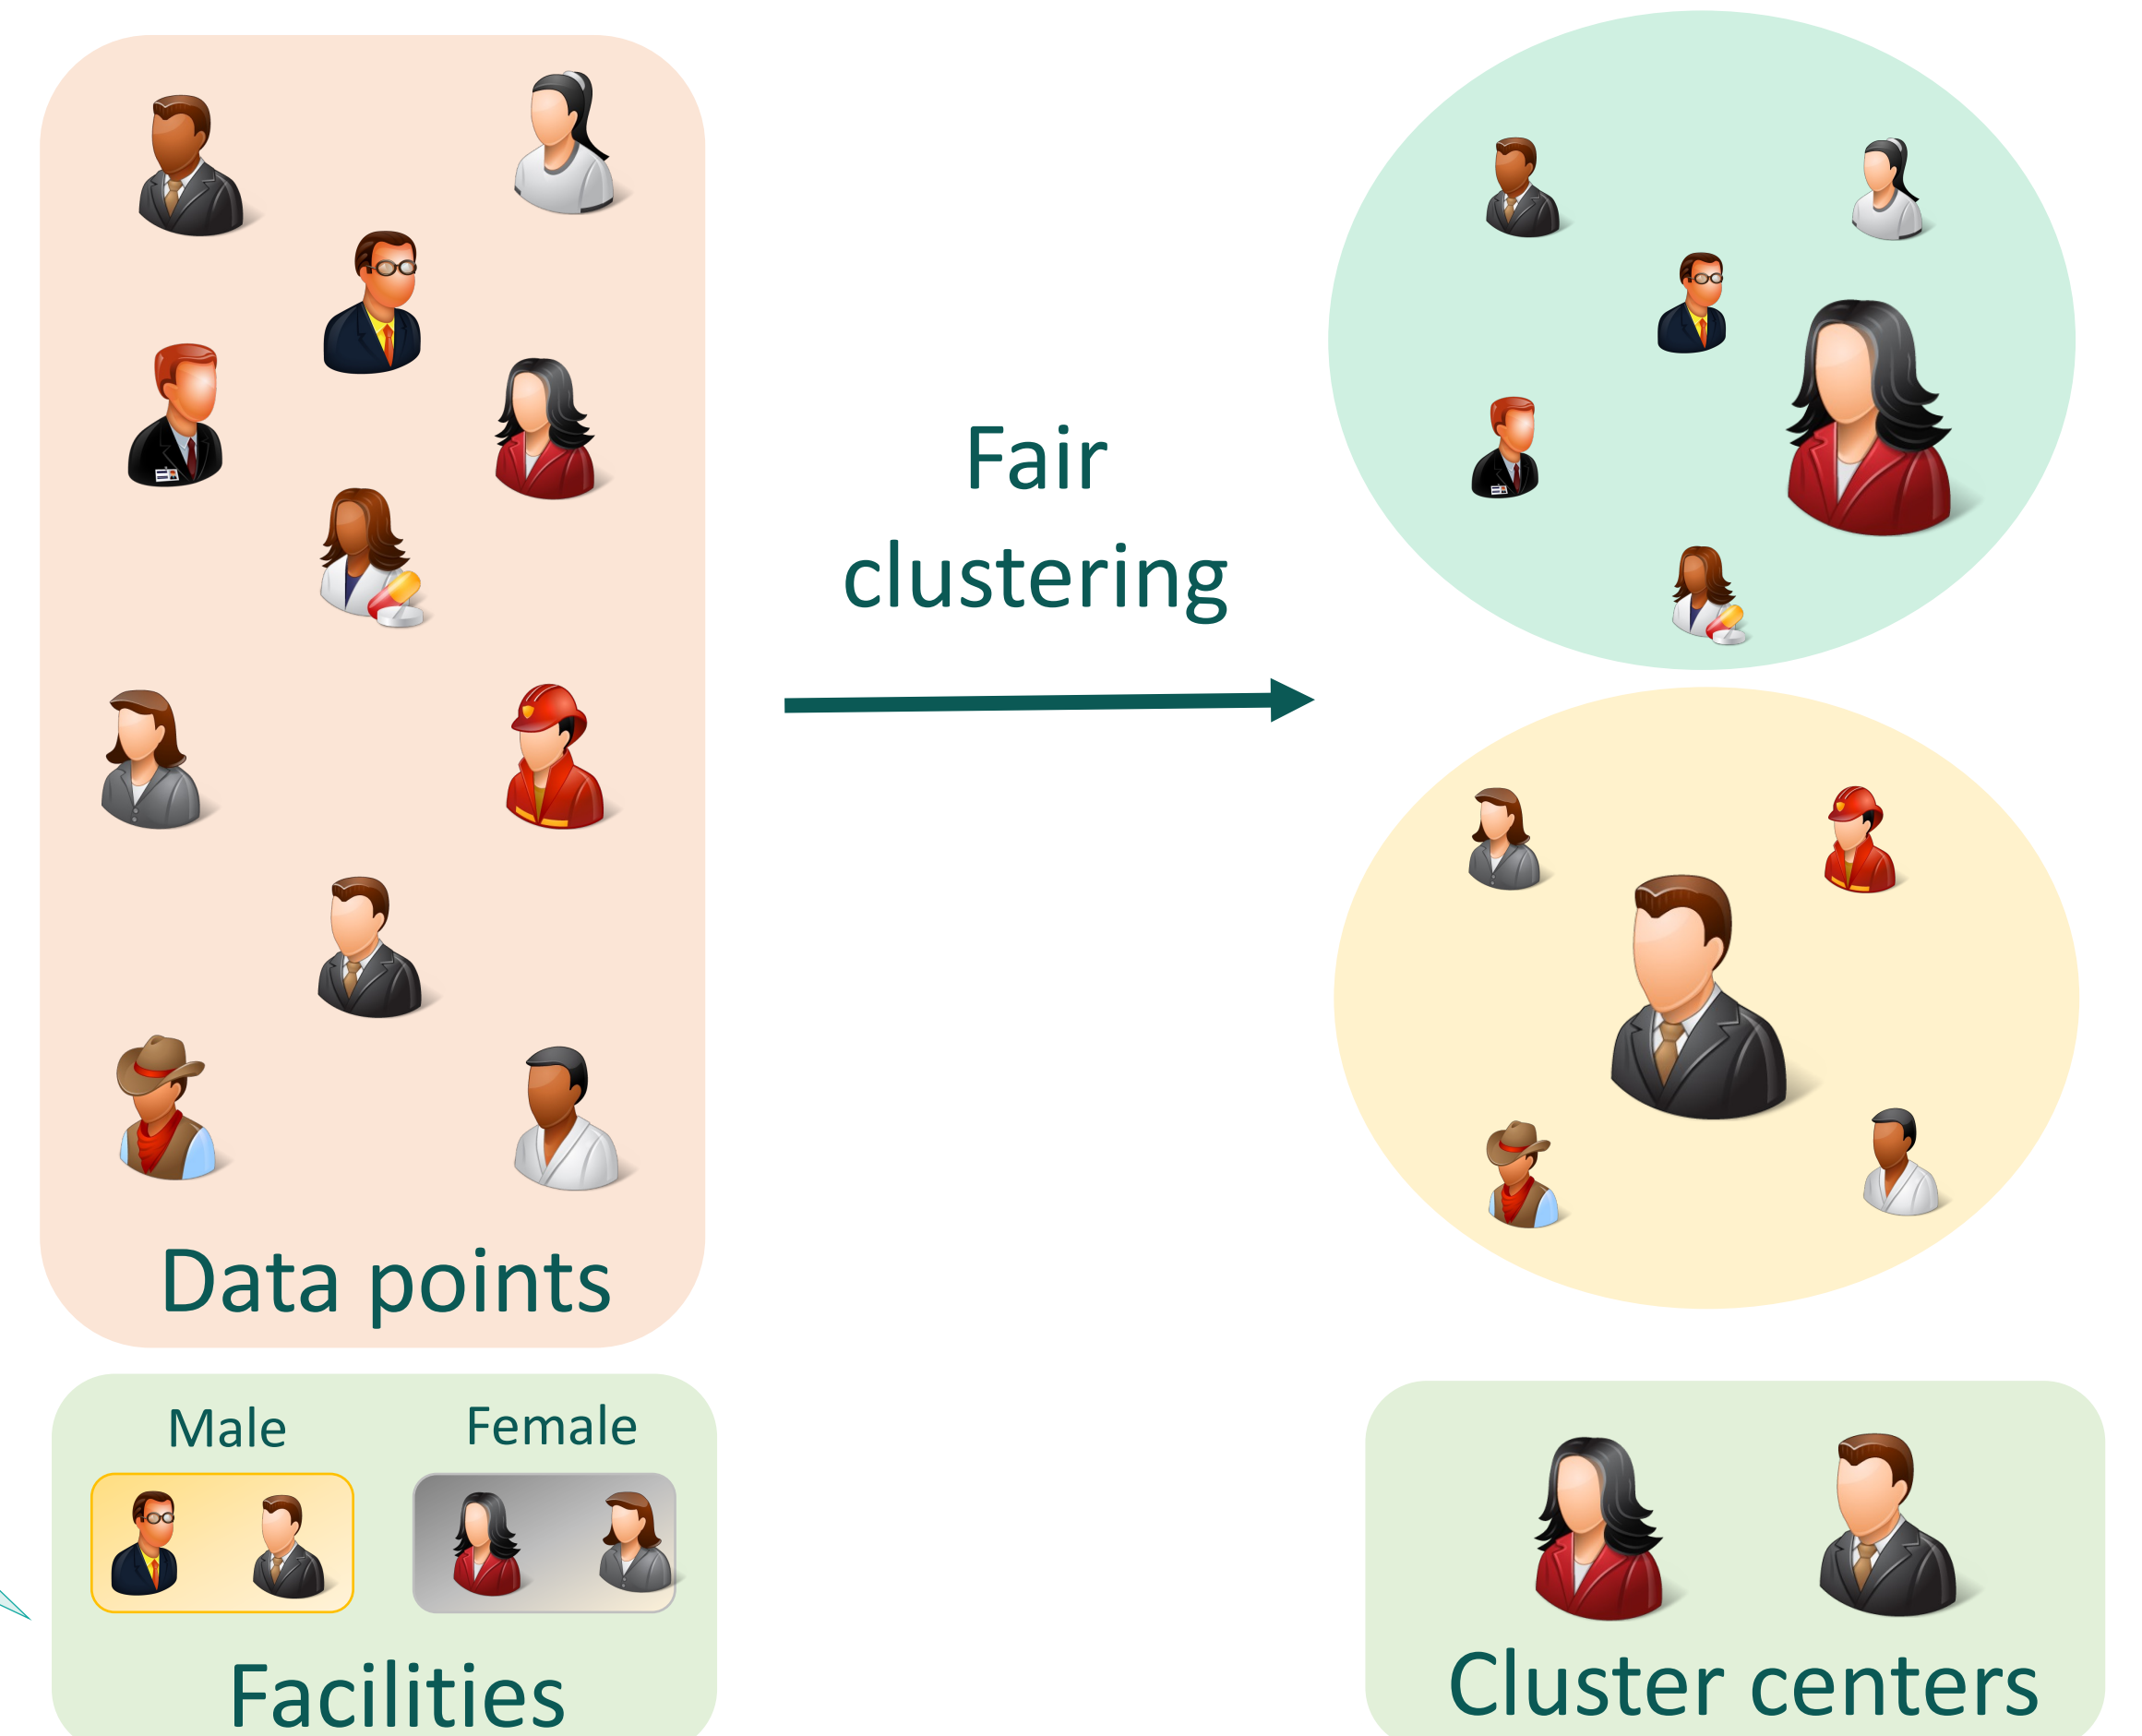 Fair
clustering
Data points
Male
Female
Facilities
Cluster centers